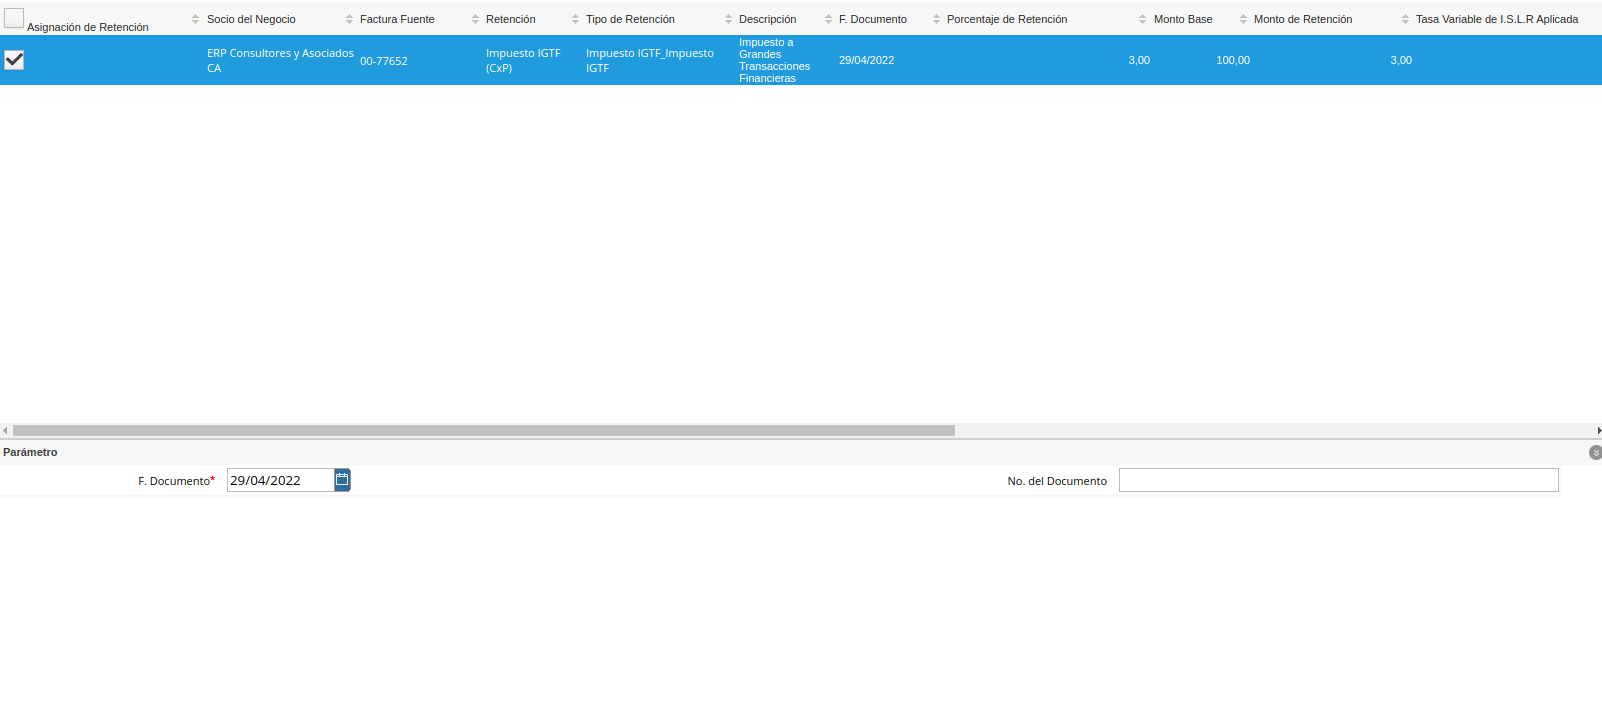 Asignación de Retención Socio del Negocio Factura Fuente Retención Tipo de Retención Descripción F. Documento Porcentaje de Retención Monto Base Monto de Retención Tasa Variable de I.S.L.R Aplicada
ERP Consultores y Asociados
CA
00-77652
Impuesto IGTF
(CxP)
Impuesto IGTF_Impuesto
IGTF
Impuesto a
Grandes
Transacciones
Financieras
29/04/2022
3,00
100,00
3,00
Parámetro
F. Documento* 29/04/2022 No. del Documento